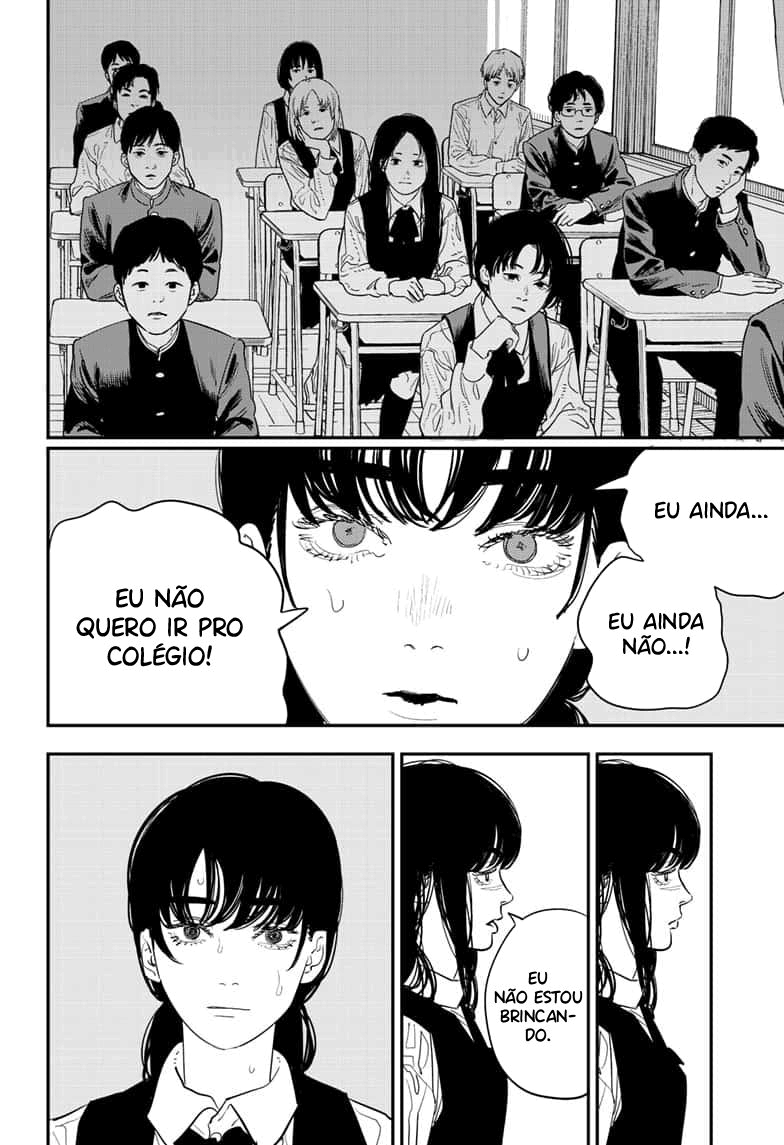 EU AINDA...
EU AINDA
NÃO...!
EU NÃO
QUERO IR PRO
COLÉGIO!
EU
NÃO ESTOU
BRINCAN-
DO.